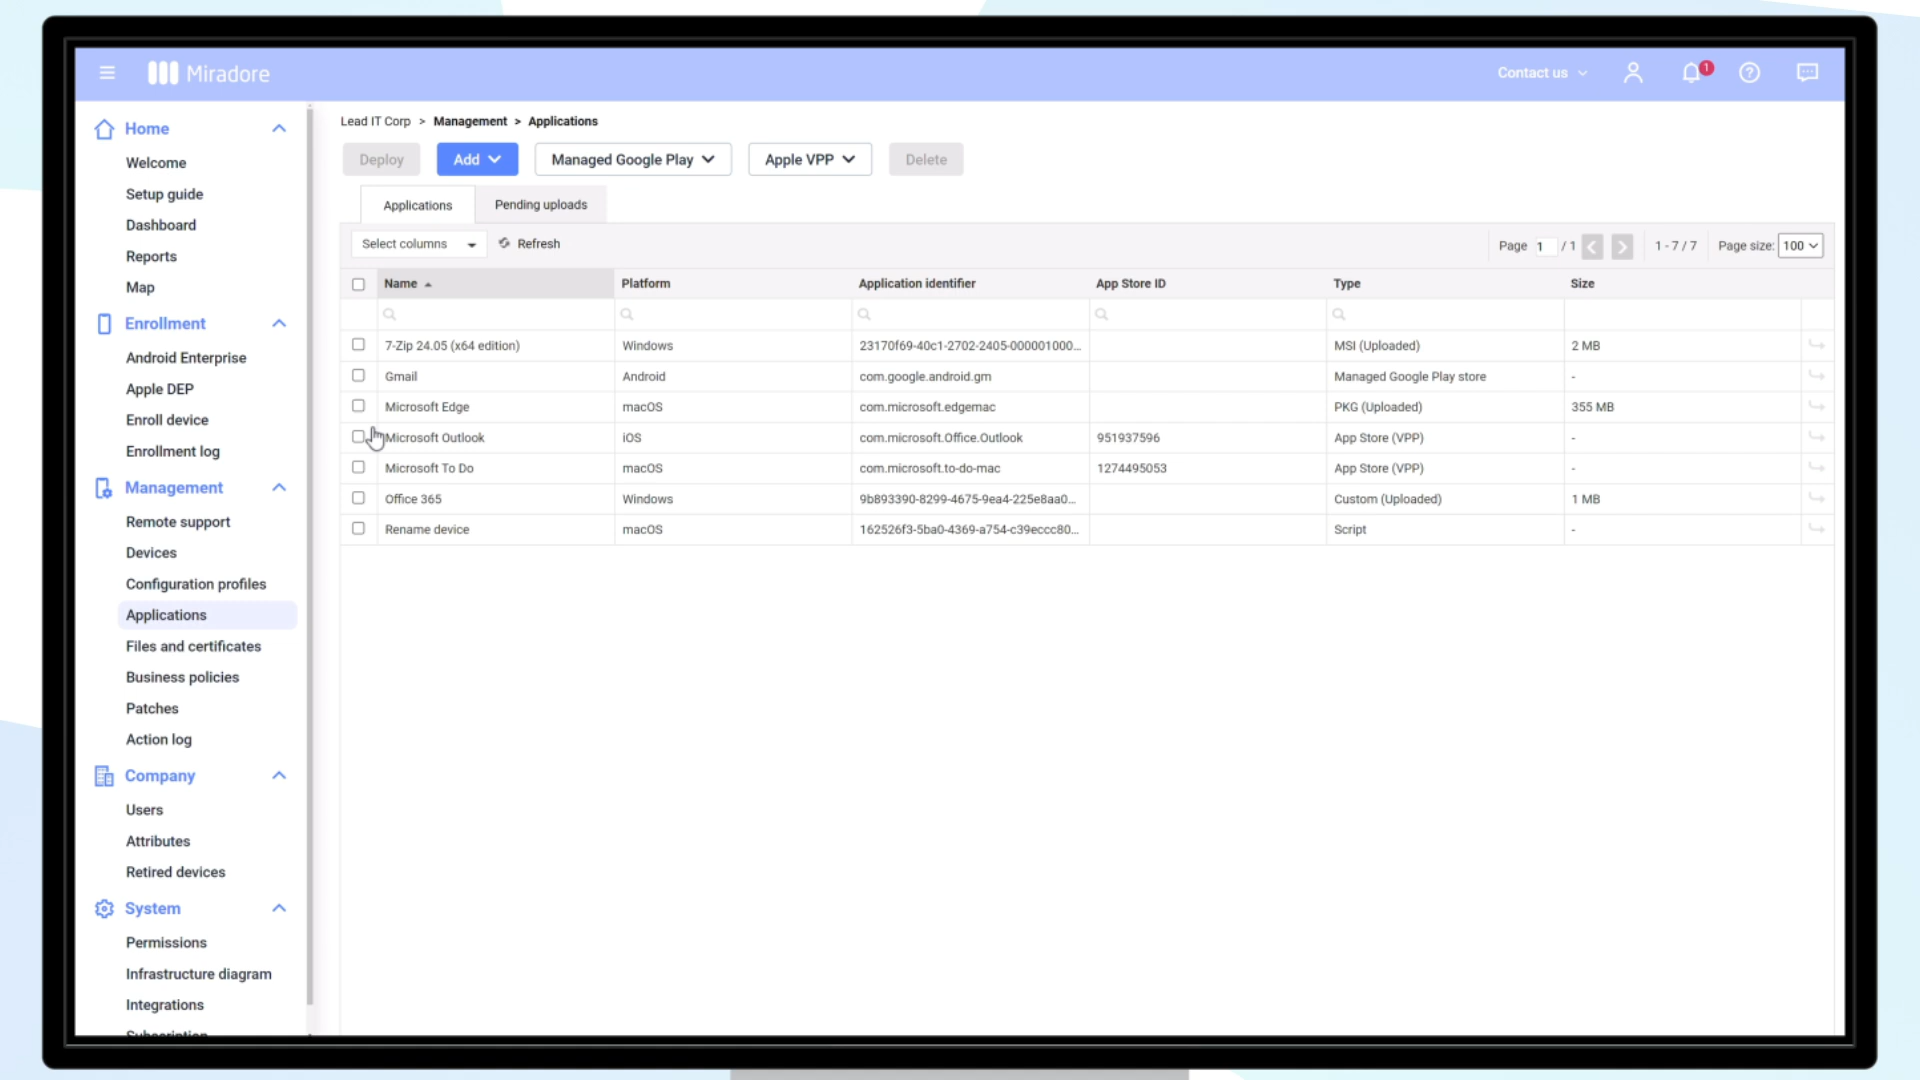 Miradore
Contact us
1
Home
Welcome
Setup guide
Dashboard
Reports
Map
Enrollment
Android Enterprise
Apple DEP
Enroll device
Enrollment log
Management
Remote support
Devices
Configuration profiles
Applications
Files and certificates
Business policies
Patches
Action log
Company
Users
Attributes
Retired devices
System
Permissions
Infrastructure diagram
Integrations
Subscription
Lead IT Corp > Management > Applications
Deploy Add Managed Google Play Apple VPP Delete
Applications Pending uploads
Select columns Refresh Page 1 / 1 1 - 7 / 7 Page size: 100
Name Platform Application identifier App Store ID Type Size
7-Zip 24.05 (x64 edition) Windows 23170f69-40c1-2702-2405-000001000... MSI (Uploaded) 2 MB
Gmail Android com.google.android.gm Managed Google Play store -
Microsoft Edge macOS com.microsoft.edgemac PKG (Uploaded) 355 MB
Microsoft Outlook iOS com.microsoft.Office.Outlook 951937596 App Store (VPP) -
Microsoft To Do macOS com.microsoft.to-do-mac 1274495053 App Store (VPP) -
Office 365 Windows 9b893390-8299-4675-9ea4-225e8aa0... Custom (Uploaded) 1 MB
Rename device macOS 162526f3-5ba0-4369-a754-c39eccc80... Script -